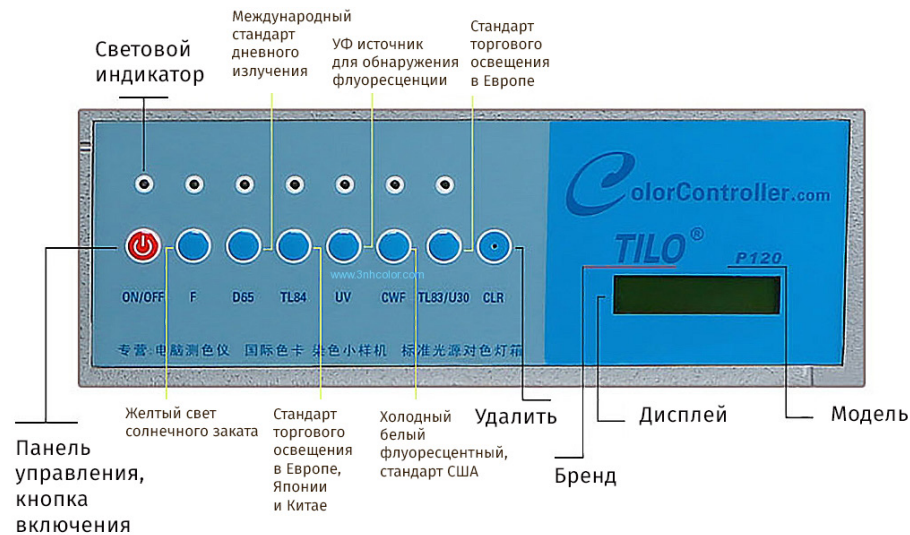 Международный
стандарт
дневного
излучения
Световой
индикатор
УФ источник
для обнаружения
флуоресценции
Стандарт
торгового
освещения
в Европе
ColorController.com
TILO®
P120
www.3nhcolor.com
ON/OFF F D65 TL84 UV CWF TL83/U30 CLR
专营:电脑测色仪 国际色卡 染色小样机 标准光源对色灯箱
Желтый свет
солнечного заката
Стандарт
торгового
освещения
в Европе,
Японии
и Китае
Холодный
белый
флуоресцентный,
стандарт США
Удалить
Дисплей
Модель
Бренд
Панель
управления,
кнопка
включения